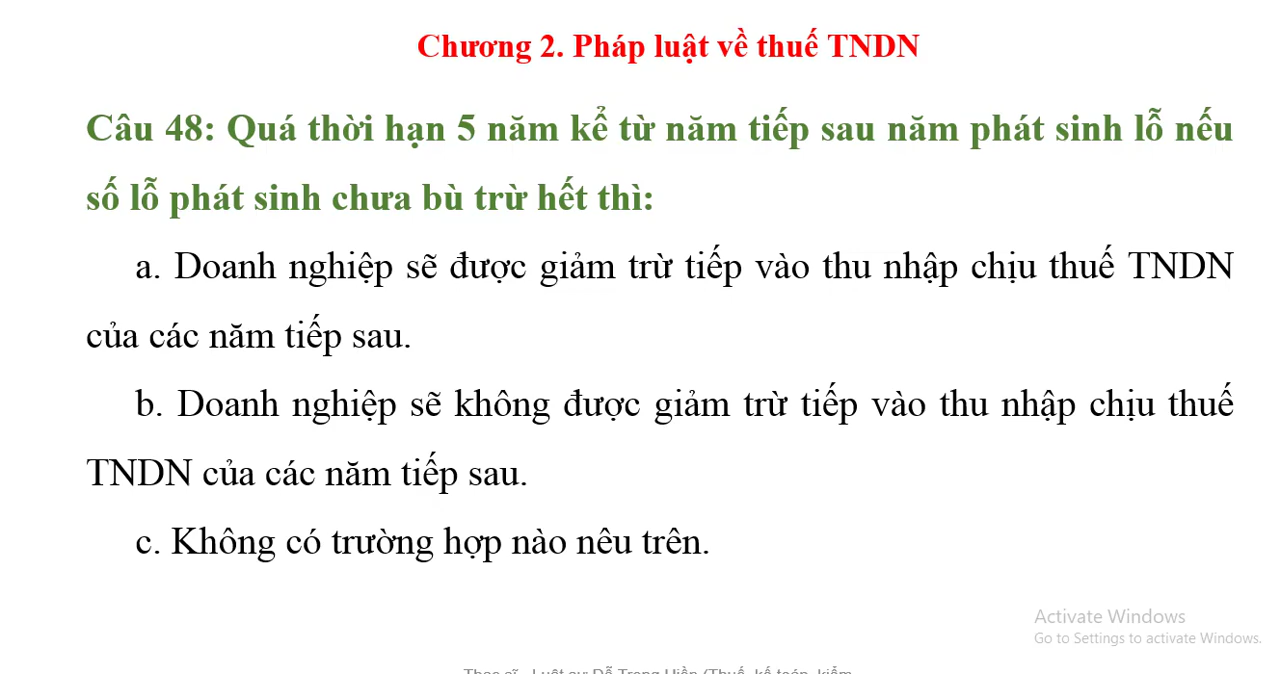 Chương 2. Pháp luật về thuế TNDN
Câu 48: Quá thời hạn 5 năm kể từ năm tiếp sau năm phát sinh lỗ nếu
số lỗ phát sinh chưa bù trừ hết thì:
a. Doanh nghiệp sẽ được giảm trừ tiếp vào thu nhập chịu thuế TNDN
của các năm tiếp sau.
b. Doanh nghiệp sẽ không được giảm trừ tiếp vào thu nhập chịu thuế
TNDN của các năm tiếp sau.
c. Không có trường hợp nào nêu trên.
Activate Windows
Go to Settings to activate Windows.